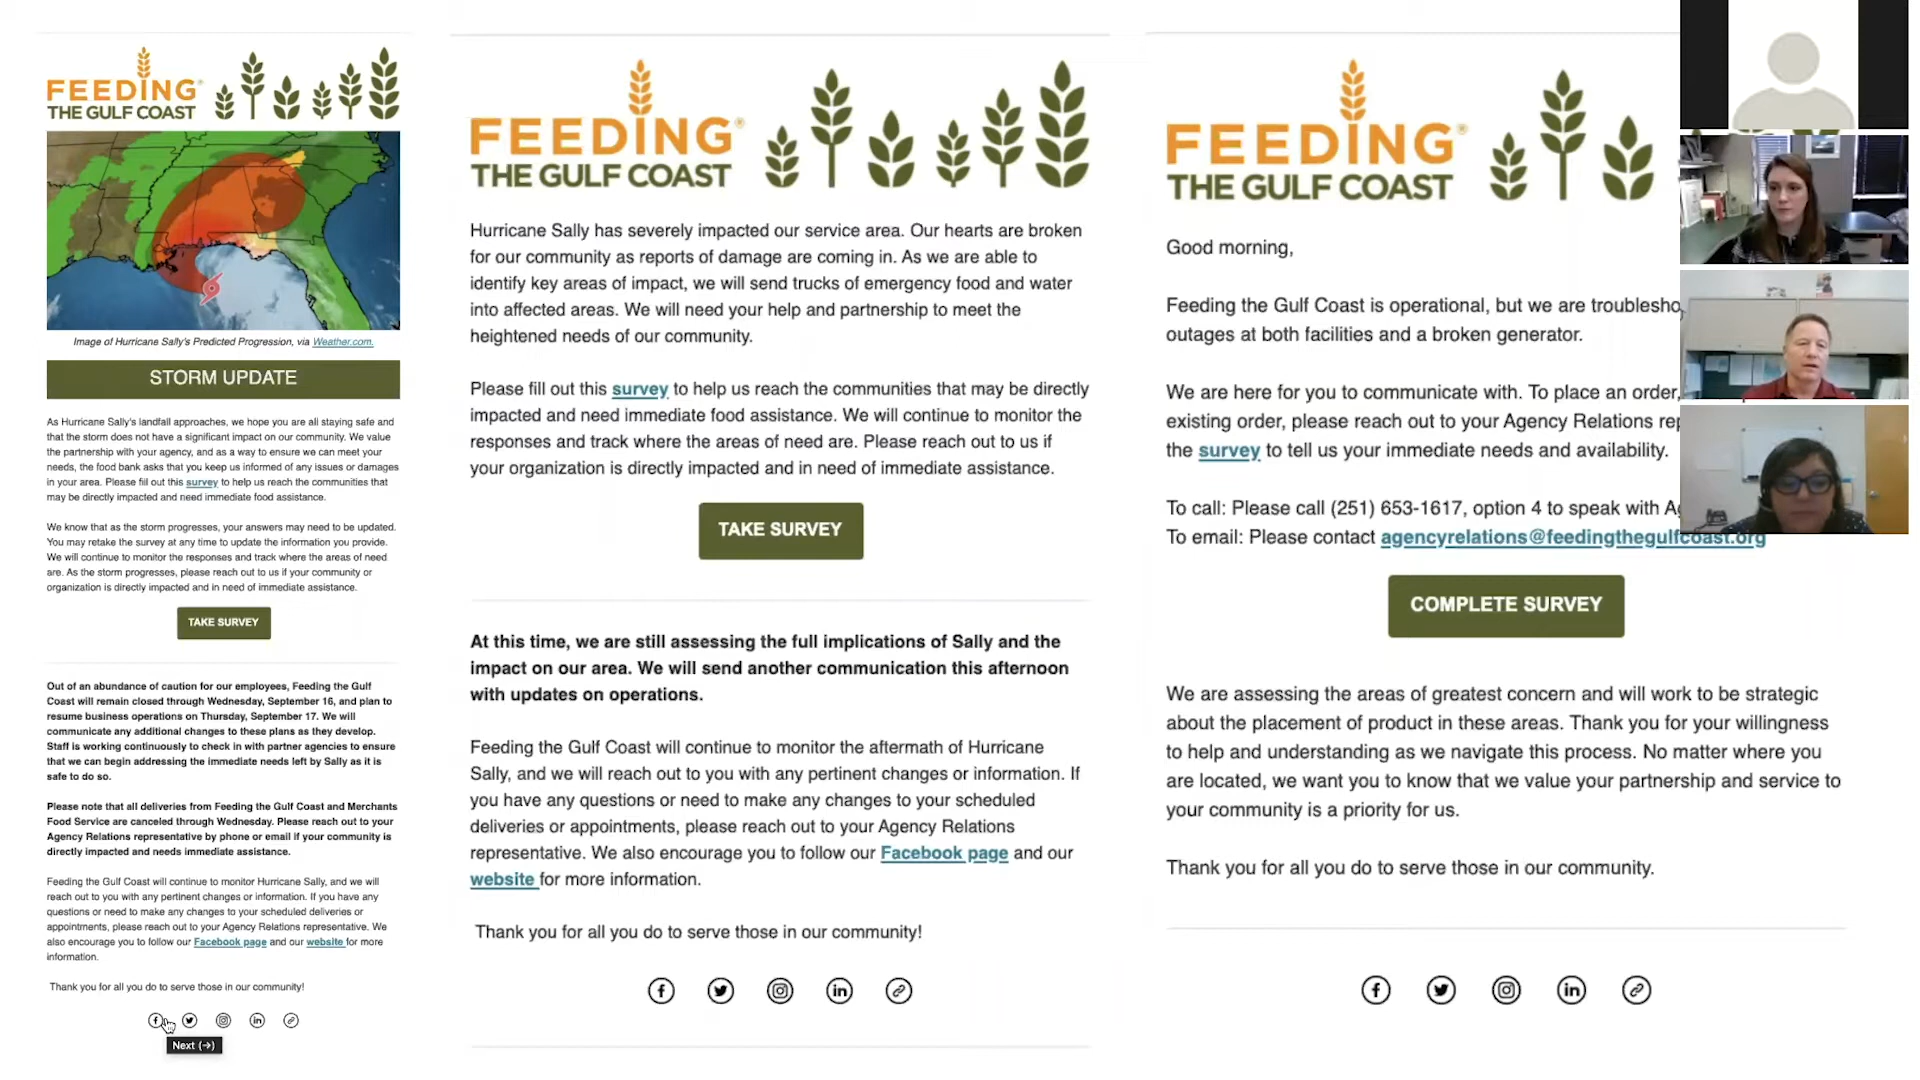 FEEDING®
THE GULF COAST
Image of Hurricane Sally's Predicted Progression, via Weather.com.
STORM UPDATE
As Hurricane Sally's landfall approaches, we hope you are all staying safe and
that the storm does not have a significant impact on our community. We value
the partnership with your agency, and as a way to ensure we can meet your
needs, the food bank asks that you keep us informed of any issues or damages
in your area. Please fill out this survey to help us reach the communities that
may be directly impacted and need immediate food assistance.
We know that as the storm progresses, your answers may need to be updated.
You may retake the survey at any time to update the information you provide.
We will continue to monitor the responses and track where the areas of need
are. As the storm progresses, please reach out to us if your community or
organization is directly impacted and in need of immediate assistance.
TAKE SURVEY
Out of an abundance of caution for our employees, Feeding the Gulf
Coast will remain closed through Wednesday, September 16, and plan to
resume business operations on Thursday, September 17. We will
communicate any additional changes to these plans as they develop.
Staff is working continuously to check in with partner agencies to ensure
that we can begin addressing the immediate needs left by Sally as it is
safe to do so.
Please note that all deliveries from Feeding the Gulf Coast and Merchants
Food Service are canceled through Wednesday. Please reach out to your
Agency Relations representative by phone or email if your community is
directly impacted and needs immediate assistance.
Feeding the Gulf Coast will continue to monitor Hurricane Sally, and we will
reach out to you with any pertinent changes or information. If you have any
questions or need to make any changes to your scheduled deliveries or
appointments, please reach out to your Agency Relations representative. We
also encourage you to follow our Facebook page and our website for more
information.
Thank you for all you do to serve those in our community!
Next (→)
FEEDING®
THE GULF COAST
Hurricane Sally has severely impacted our service area. Our hearts are broken
for our community as reports of damage are coming in. As we are able to
identify key areas of impact, we will send trucks of emergency food and water
into affected areas. We will need your help and partnership to meet the
heightened needs of our community.
Please fill out this survey to help us reach the communities that may be directly
impacted and need immediate food assistance. We will continue to monitor the
responses and track where the areas of need are. Please reach out to us if
your organization is directly impacted and in need of immediate assistance.
TAKE SURVEY
At this time, we are still assessing the full implications of Sally and the
impact on our area. We will send another communication this afternoon
with updates on operations.
Feeding the Gulf Coast will continue to monitor the aftermath of Hurricane
Sally, and we will reach out to you with any pertinent changes or information. If
you have any questions or need to make any changes to your scheduled
deliveries or appointments, please reach out to your Agency Relations
representative. We also encourage you to follow our Facebook page and our
website for more information.
Thank you for all you do to serve those in our community!
FEEDING®
THE GULF COAST
Good morning,
Feeding the Gulf Coast is operational, but we are troublesho
outages at both facilities and a broken generator.
We are here for you to communicate with. To place an order,
existing order, please reach out to your Agency Relations rep
the survey to tell us your immediate needs and availability.
To call: Please call (251) 653-1617, option 4 to speak with Ag
To email: Please contact agencyrelations@feedingthegulfcoast.org
COMPLETE SURVEY
We are assessing the areas of greatest concern and will work to be strategic
about the placement of product in these areas. Thank you for your willingness
to help and understanding as we navigate this process. No matter where you
are located, we want you to know that we value your partnership and service to
your community is a priority for us.
Thank you for all you do to serve those in our community.